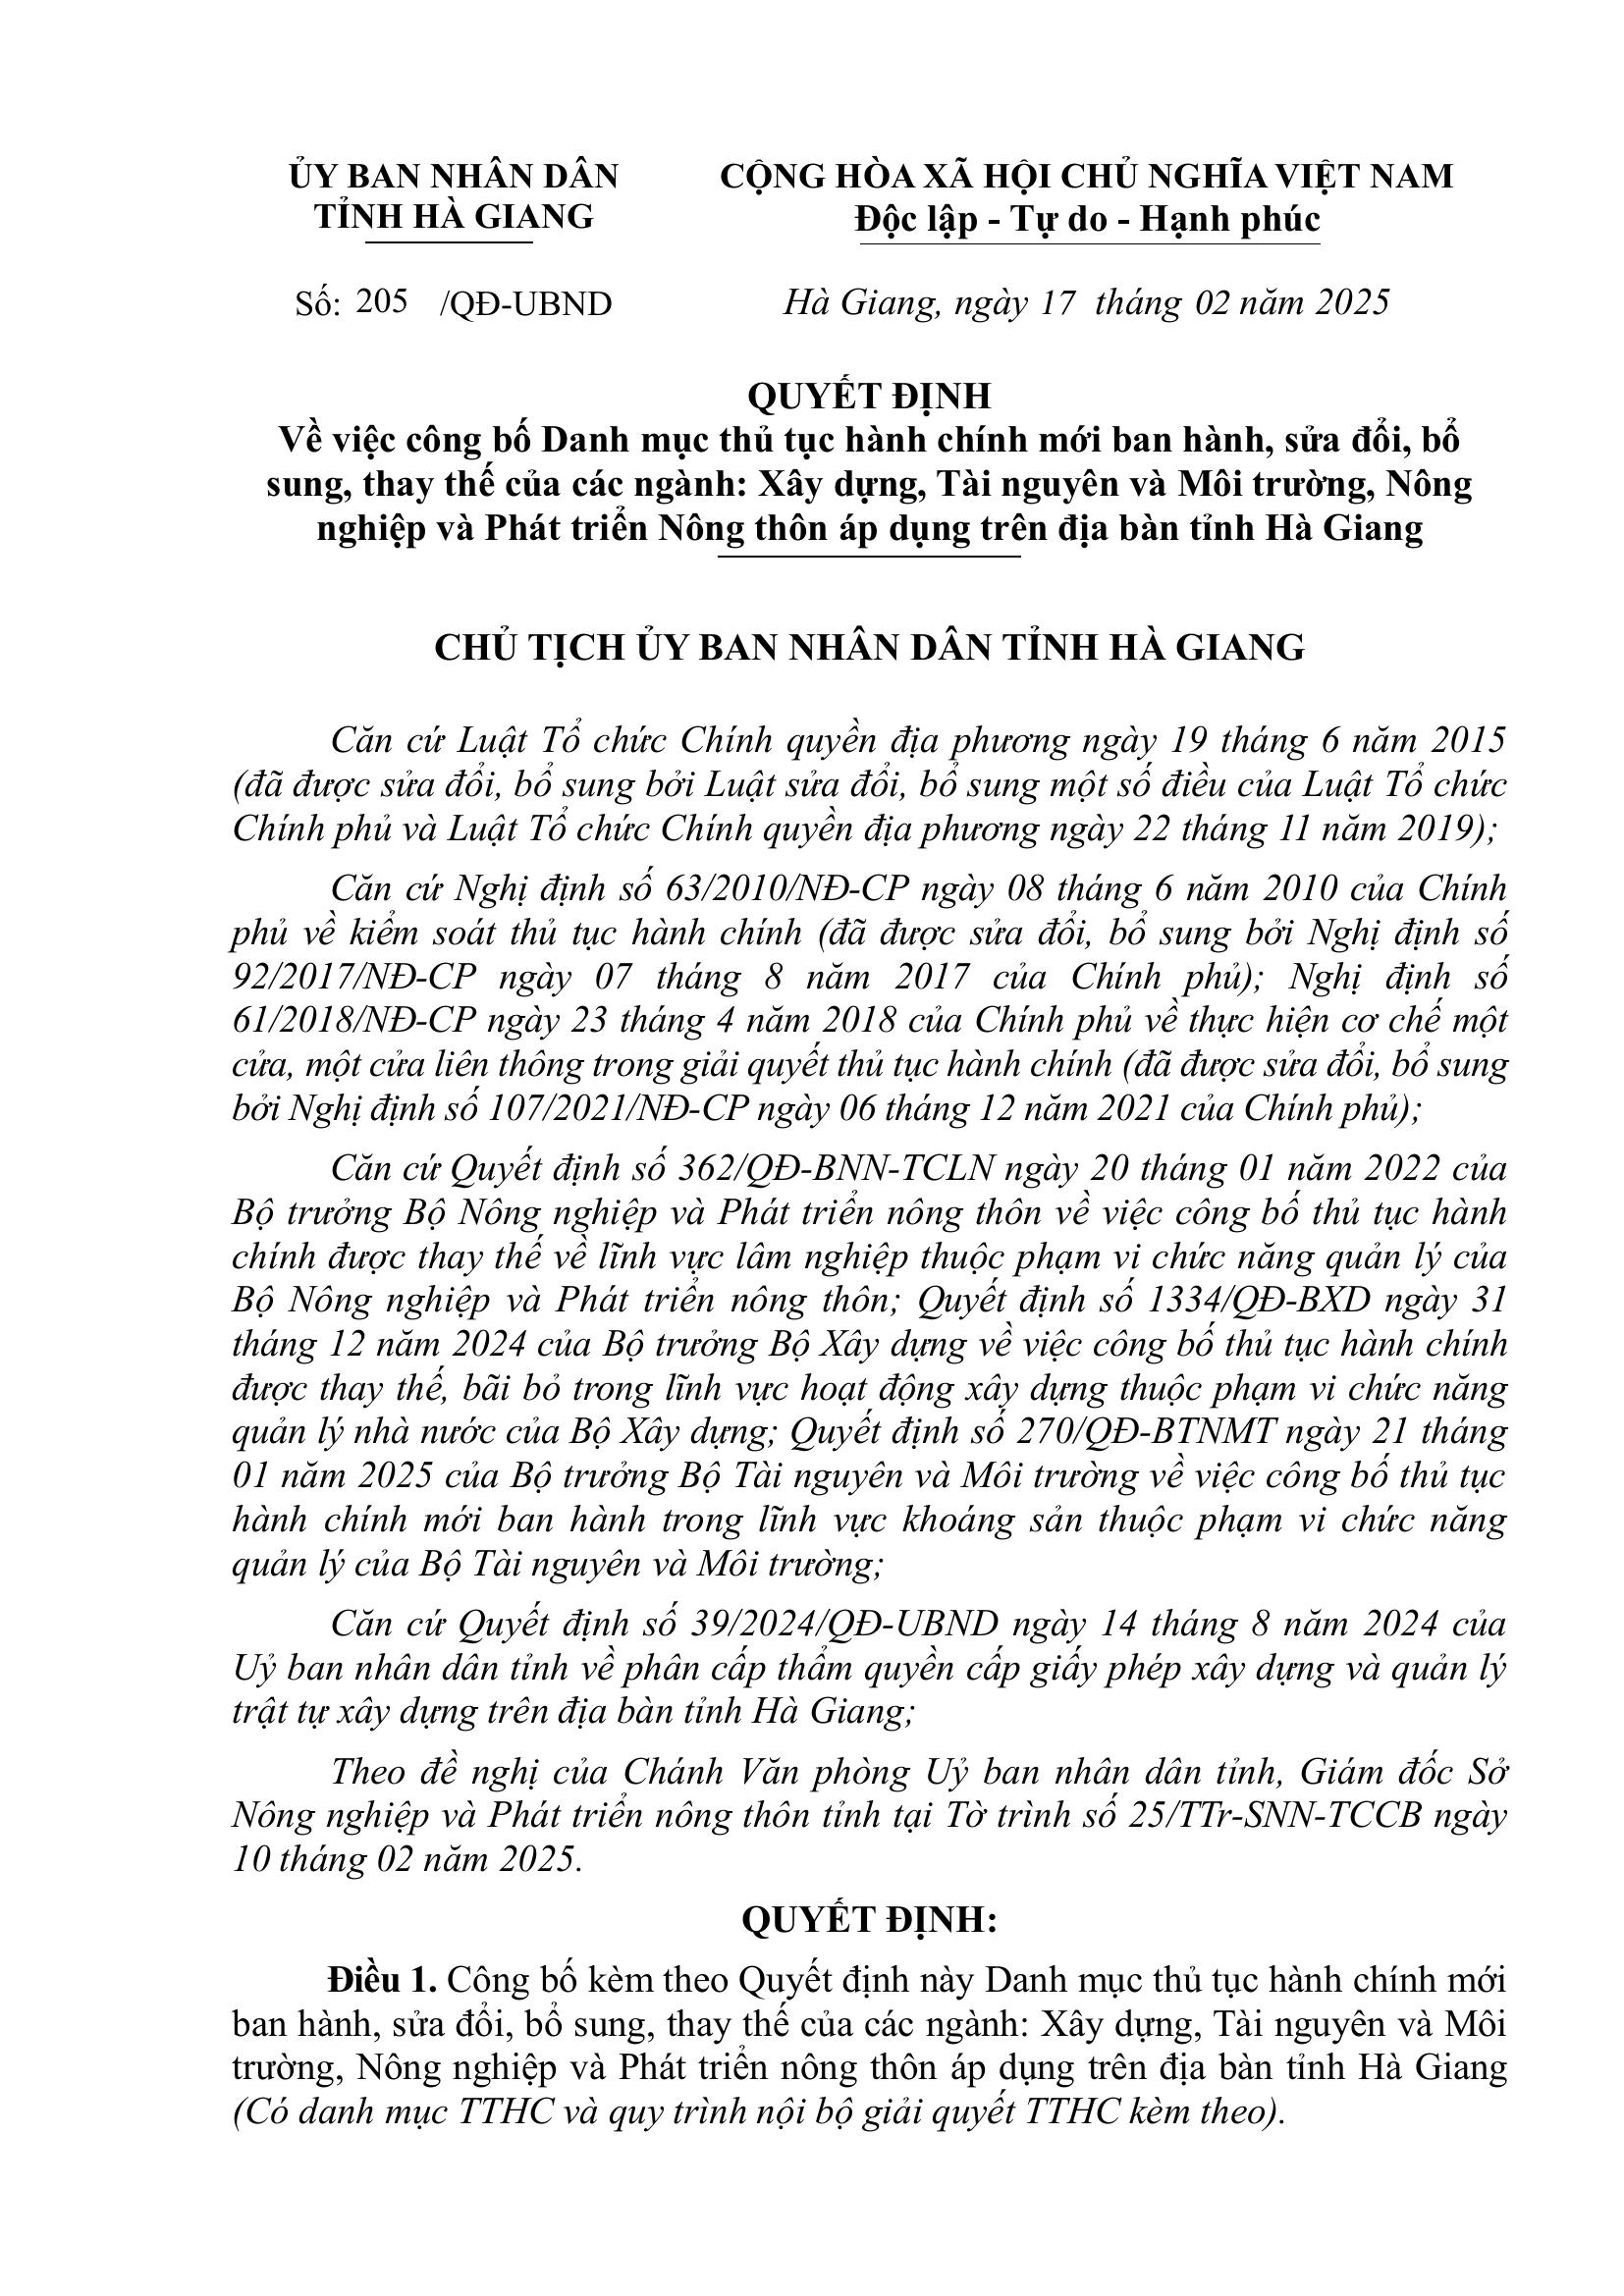 ỦY BAN NHÂN DÂN
TỈNH HÀ GIANG
CỘNG HÒA XÃ HỘI CHỦ NGHĨA VIỆT NAM
Độc lập - Tự do - Hạnh phúc
Số: 205 /QĐ-UBND
Hà Giang, ngày 17 tháng 02 năm 2025
QUYẾT ĐỊNH
Về việc công bố Danh mục thủ tục hành chính mới ban hành, sửa đổi, bổ
sung, thay thế của các ngành: Xây dựng, Tài nguyên và Môi trường, Nông
nghiệp và Phát triển Nông thôn áp dụng trên địa bàn tỉnh Hà Giang
CHỦ TỊCH ỦY BAN NHÂN DÂN TỈNH HÀ GIANG
Căn cứ Luật Tổ chức Chính quyền địa phương ngày 19 tháng 6 năm 2015
(đã được sửa đổi, bổ sung bởi Luật sửa đổi, bổ sung một số điều của Luật Tổ chức
Chính phủ và Luật Tổ chức Chính quyền địa phương ngày 22 tháng 11 năm 2019);
Căn cứ Nghị định số 63/2010/NĐ-CP ngày 08 tháng 6 năm 2010 của Chính
phủ về kiểm soát thủ tục hành chính (đã được sửa đổi, bổ sung bởi Nghị định số
92/2017/NĐ-CP ngày 07 tháng 8 năm 2017 của Chính phủ); Nghị định số
61/2018/NĐ-CP ngày 23 tháng 4 năm 2018 của Chính phủ về thực hiện cơ chế một
cửa, một cửa liên thông trong giải quyết thủ tục hành chính (đã được sửa đổi, bổ sung
bởi Nghị định số 107/2021/NĐ-CP ngày 06 tháng 12 năm 2021 của Chính phủ);
Căn cứ Quyết định số 362/QĐ-BNN-TCLN ngày 20 tháng 01 năm 2022 của
Bộ trưởng Bộ Nông nghiệp và Phát triển nông thôn về việc công bố thủ tục hành
chính được thay thế về lĩnh vực lâm nghiệp thuộc phạm vi chức năng quản lý của
Bộ Nông nghiệp và Phát triển nông thôn; Quyết định số 1334/QĐ-BXD ngày 31
tháng 12 năm 2024 của Bộ trưởng Bộ Xây dựng về việc công bố thủ tục hành chính
được thay thế, bãi bỏ trong lĩnh vực hoạt động xây dựng thuộc phạm vi chức năng
quản lý nhà nước của Bộ Xây dựng; Quyết định số 270/QĐ-BTNMT ngày 21 tháng
01 năm 2025 của Bộ trưởng Bộ Tài nguyên và Môi trường về việc công bố thủ tục
hành chính mới ban hành trong lĩnh vực khoáng sản thuộc phạm vi chức năng
quản lý của Bộ Tài nguyên và Môi trường;
Căn cứ Quyết định số 39/2024/QĐ-UBND ngày 14 tháng 8 năm 2024 của
Uỷ ban nhân dân tỉnh về phân cấp thẩm quyền cấp giấy phép xây dựng và quản lý
trật tự xây dựng trên địa bàn tỉnh Hà Giang;
Theo đề nghị của Chánh Văn phòng Uỷ ban nhân dân tỉnh, Giám đốc Sở
Nông nghiệp và Phát triển nông thôn tỉnh tại Tờ trình số 25/TTr-SNN-TCCB ngày
10 tháng 02 năm 2025.
QUYẾT ĐỊNH:
Điều 1. Công bố kèm theo Quyết định này Danh mục thủ tục hành chính mới
ban hành, sửa đổi, bổ sung, thay thế của các ngành: Xây dựng, Tài nguyên và Môi
trường, Nông nghiệp và Phát triển nông thôn áp dụng trên địa bàn tỉnh Hà Giang
(Có danh mục TTHC và quy trình nội bộ giải quyết TTHC kèm theo).